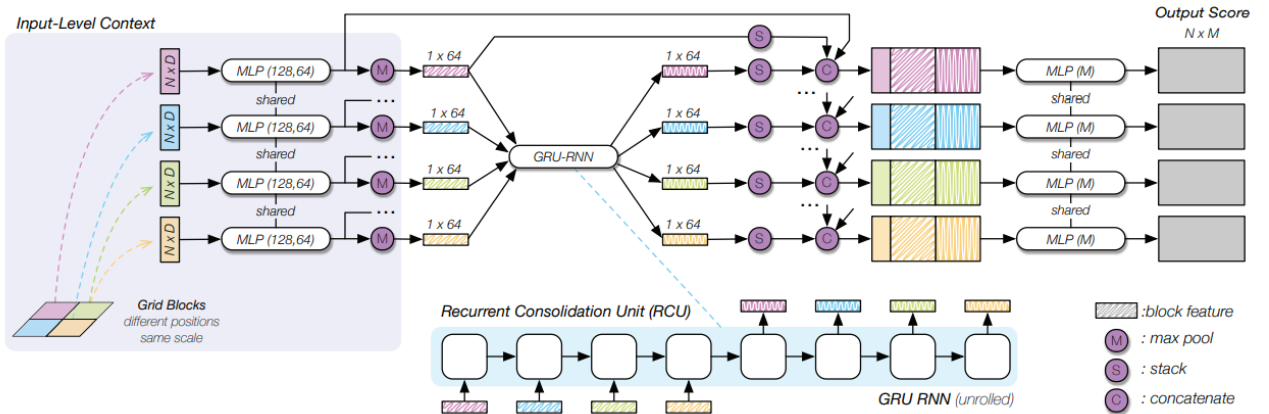 Input-Level Context
Output Score
N x M
N x D
MLP (128,64)
M
1 x 64
1 x 64
S
S
C
MLP (M)
shared
...
...
shared
N x D
MLP (128,64)
M
1 x 64
1 x 64
S
C
MLP (M)
GRU-RNN
shared
...
...
shared
N x D
MLP (128,64)
M
1 x 64
1 x 64
S
C
MLP (M)
shared
...
...
shared
N x D
MLP (128,64)
M
1 x 64
1 x 64
S
C
MLP (M)
Grid Blocks
different positions
same scale
Recurrent Consolidation Unit (RCU)
GRU RNN (unrolled)
:block feature
M : max pool
S : stack
C : concatenate